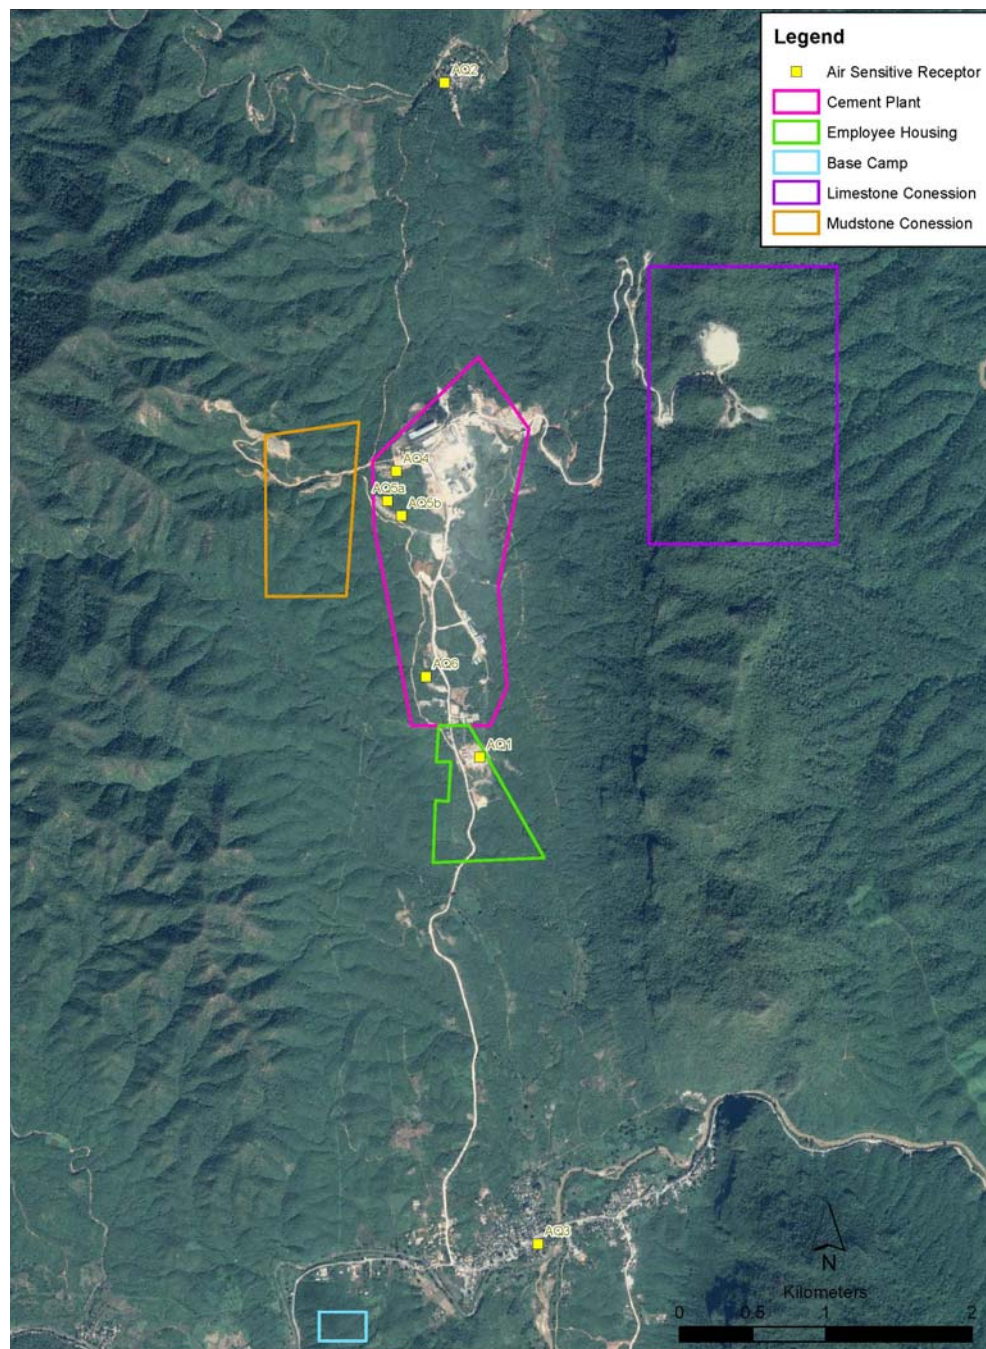 Legend
Air Sensitive Receptor
Cement Plant
Employee Housing
Base Camp
Limestone Conession
Mudstone Conession
AQ2
AQ4
AQ5a
AQ5b
AQ6
AQ1
AQ3
N
Kilometers
0 0.5 1 2